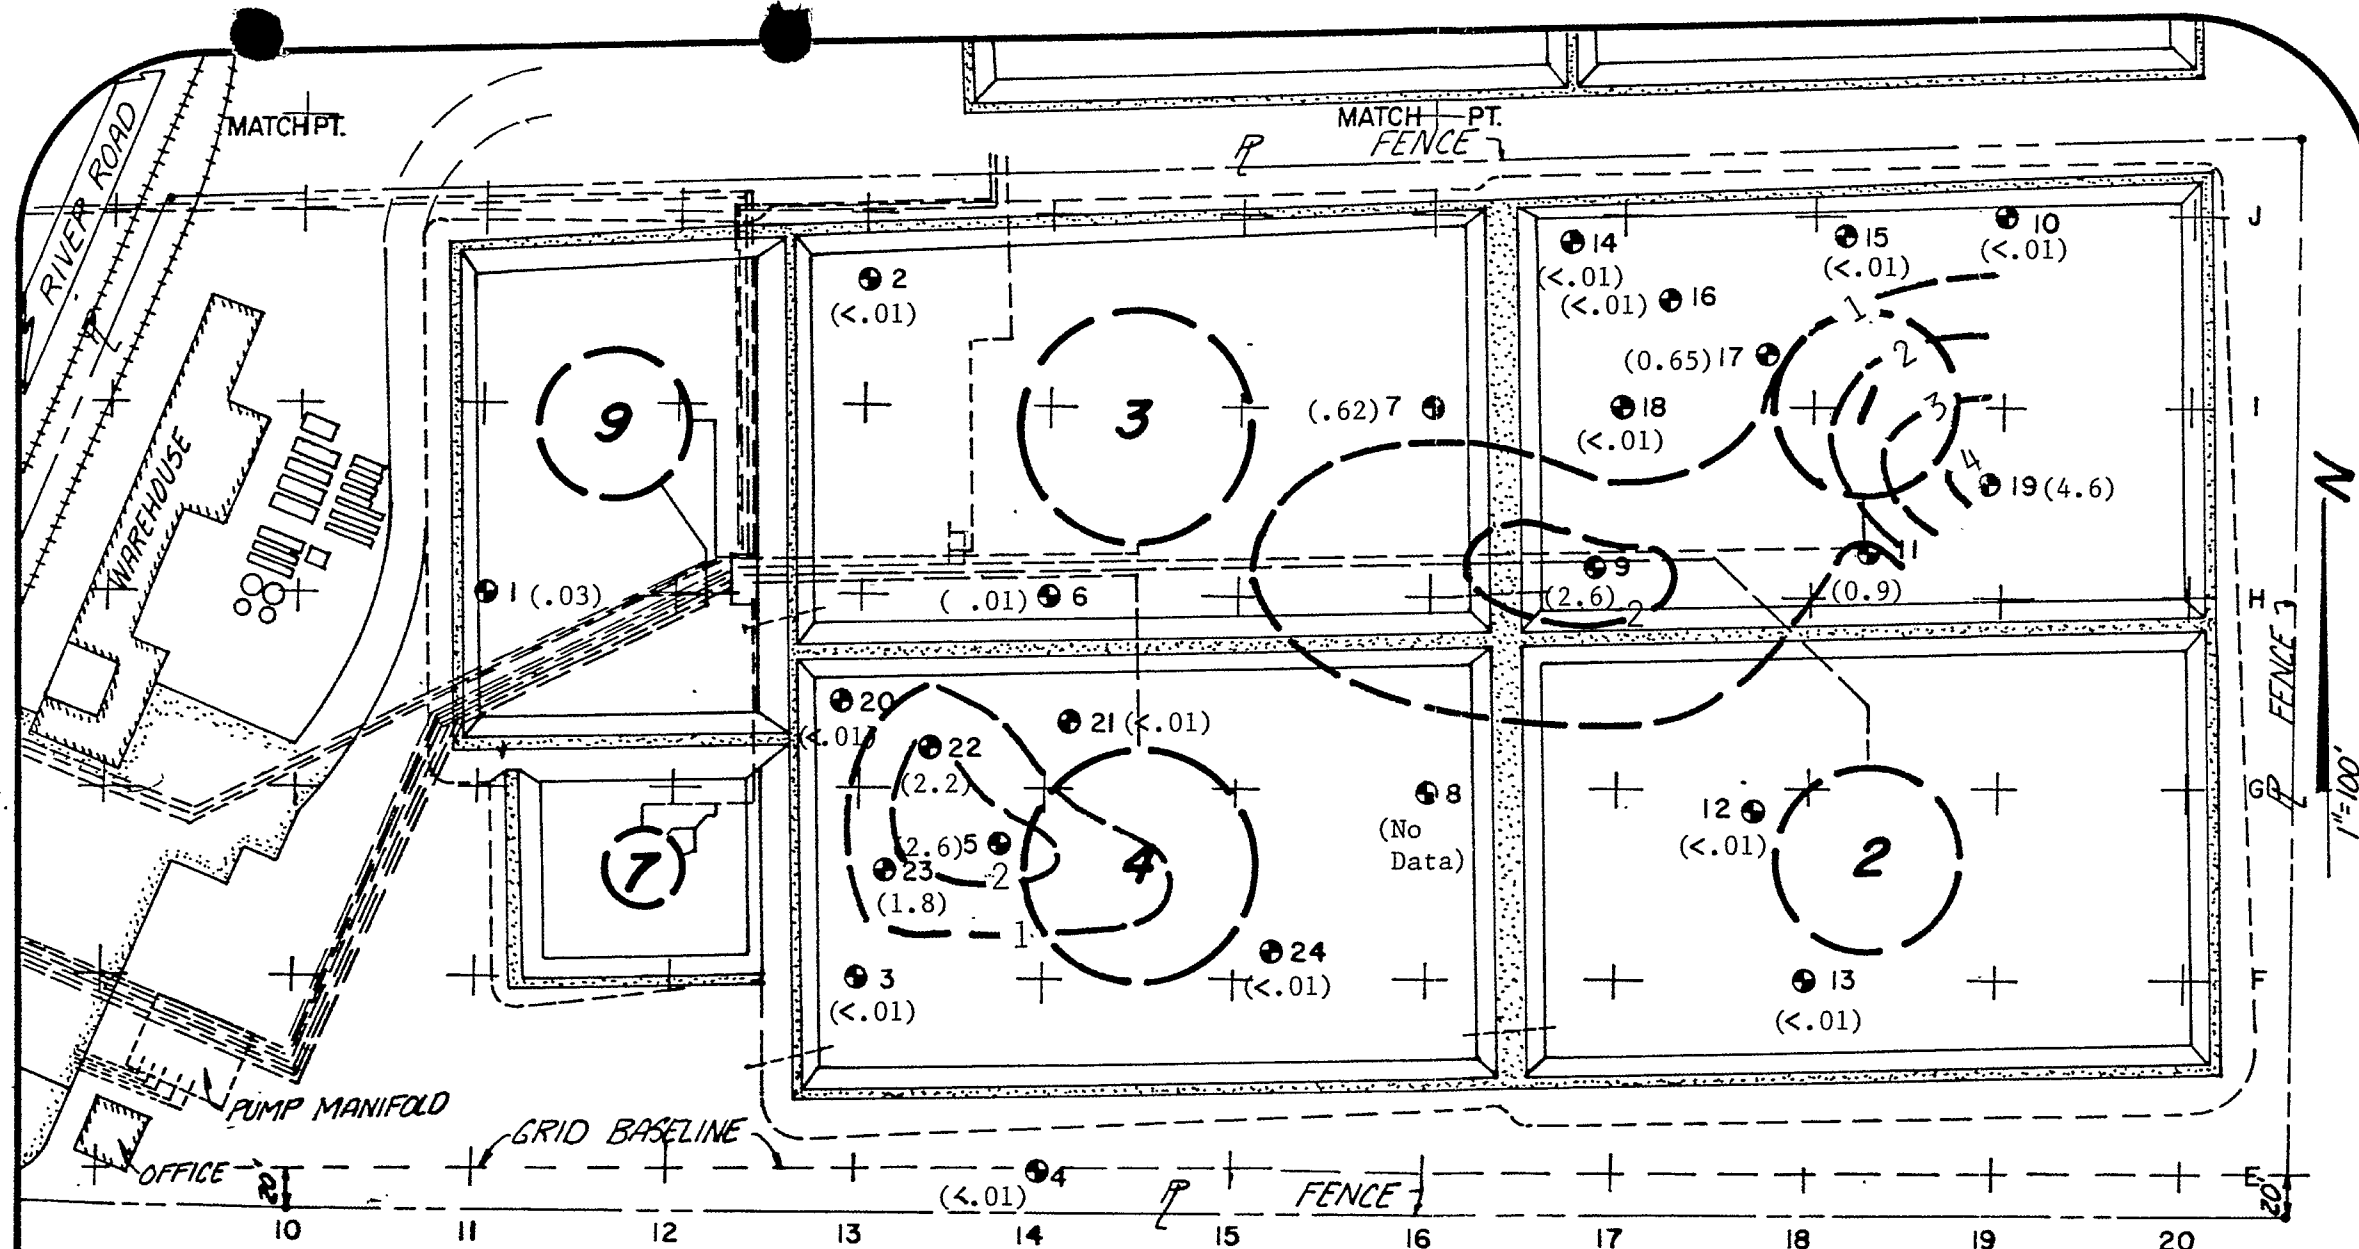 MATCH PT.
MATCH PT.
FENCE
RIVER ROAD
J
14
15
10
(<.01)
(<.01)
(<.01)
2
(<.01)
(<.01) 16
1
2
(0.65) 17
3
4
WAREHOUSE
9
3
(.62) 7
18
(<.01)
1
I
19 (4.6)
N
1 (.03)
( .01) 6
9
(2.6)
2
11
(0.9)
H
FENCE
20
(<.01)
21 (<.01)
22
(2.2)
(2.6) 5
23
(1.8)
2
1
4
8
(No
Data)
12
(<.01)
2
G
1"=100'
7
3
(<.01)
24
(<.01)
13
(<.01)
F
PUMP MANIFOLD
GRID BASELINE
OFFICE
20'
4
(<.01)
FENCE
E
20'
10 11 12 13 14 15 16 17 18 19 20